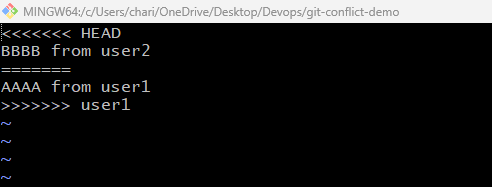 MINGW64:/c/Users/chari/OneDrive/Desktop/Devops/git-conflict-demo
<<<<<<< HEAD
BBBB from user2
=======
AAAA from user1
>>>>>>> user1
~
~
~
~